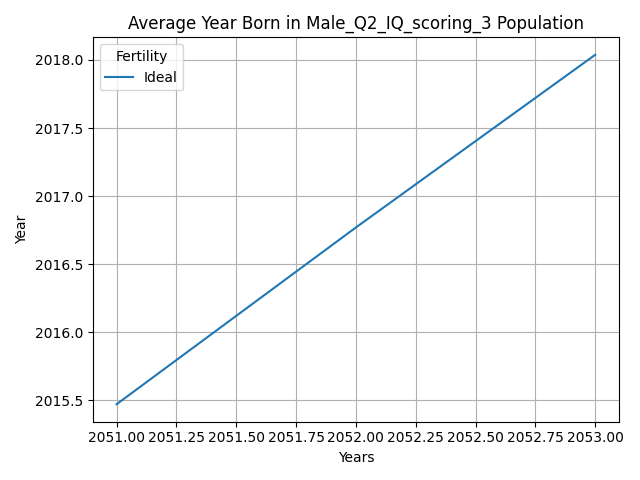 Average Year Born in Male_Q2_IQ_scoring_3 Population
Fertility
Ideal
2018.0
2017.5
2017.0
2016.5
2016.0
2015.5
Year
2051.00 2051.25 2051.50 2051.75 2052.00 2052.25 2052.50 2052.75 2053.00
Years